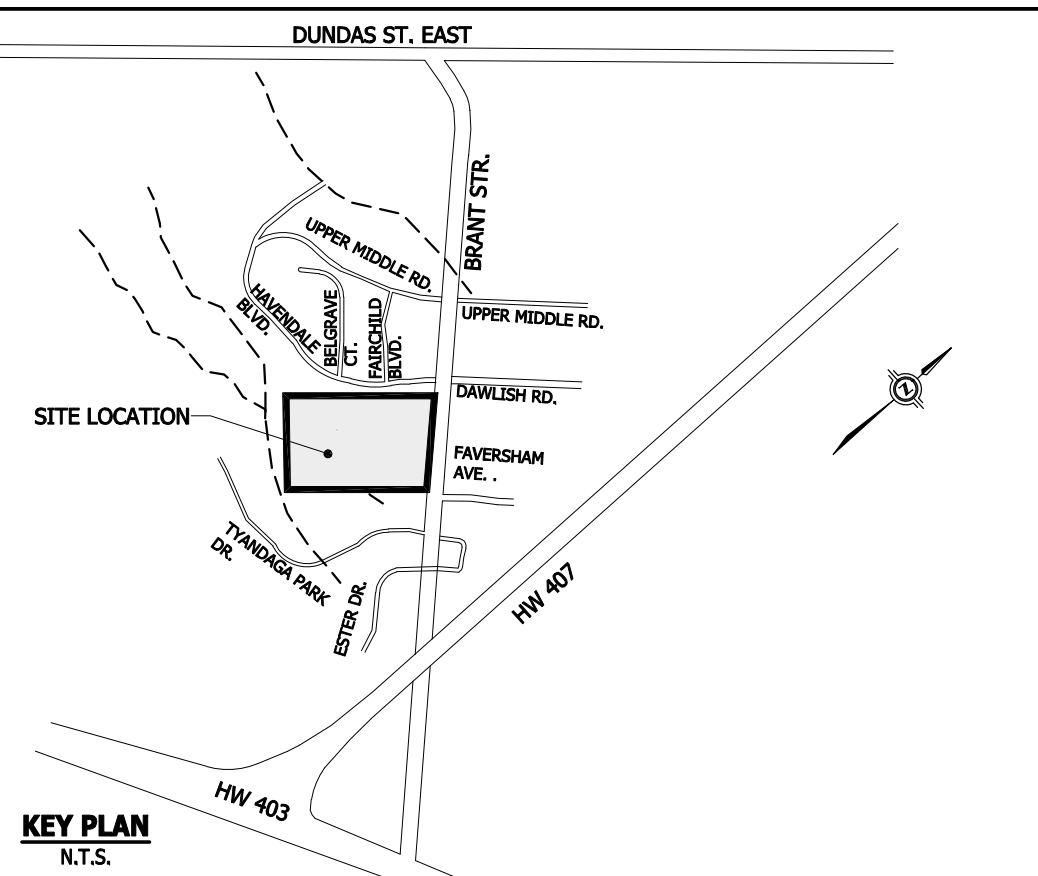 DUNDAS ST. EAST
BRANT STR.
UPPER MIDDLE RD.
HAVENDALE
BLVD.
BELGRAVE
CT.
FAIRCHILD
BLVD.
UPPER MIDDLE RD.
DAWLISH RD.
SITE LOCATION
FAVERSHAM
AVE. .
N
TYANDAGA PARK
DR.
ESTER DR.
HW 407
HW 403
KEY PLAN
N.T.S.